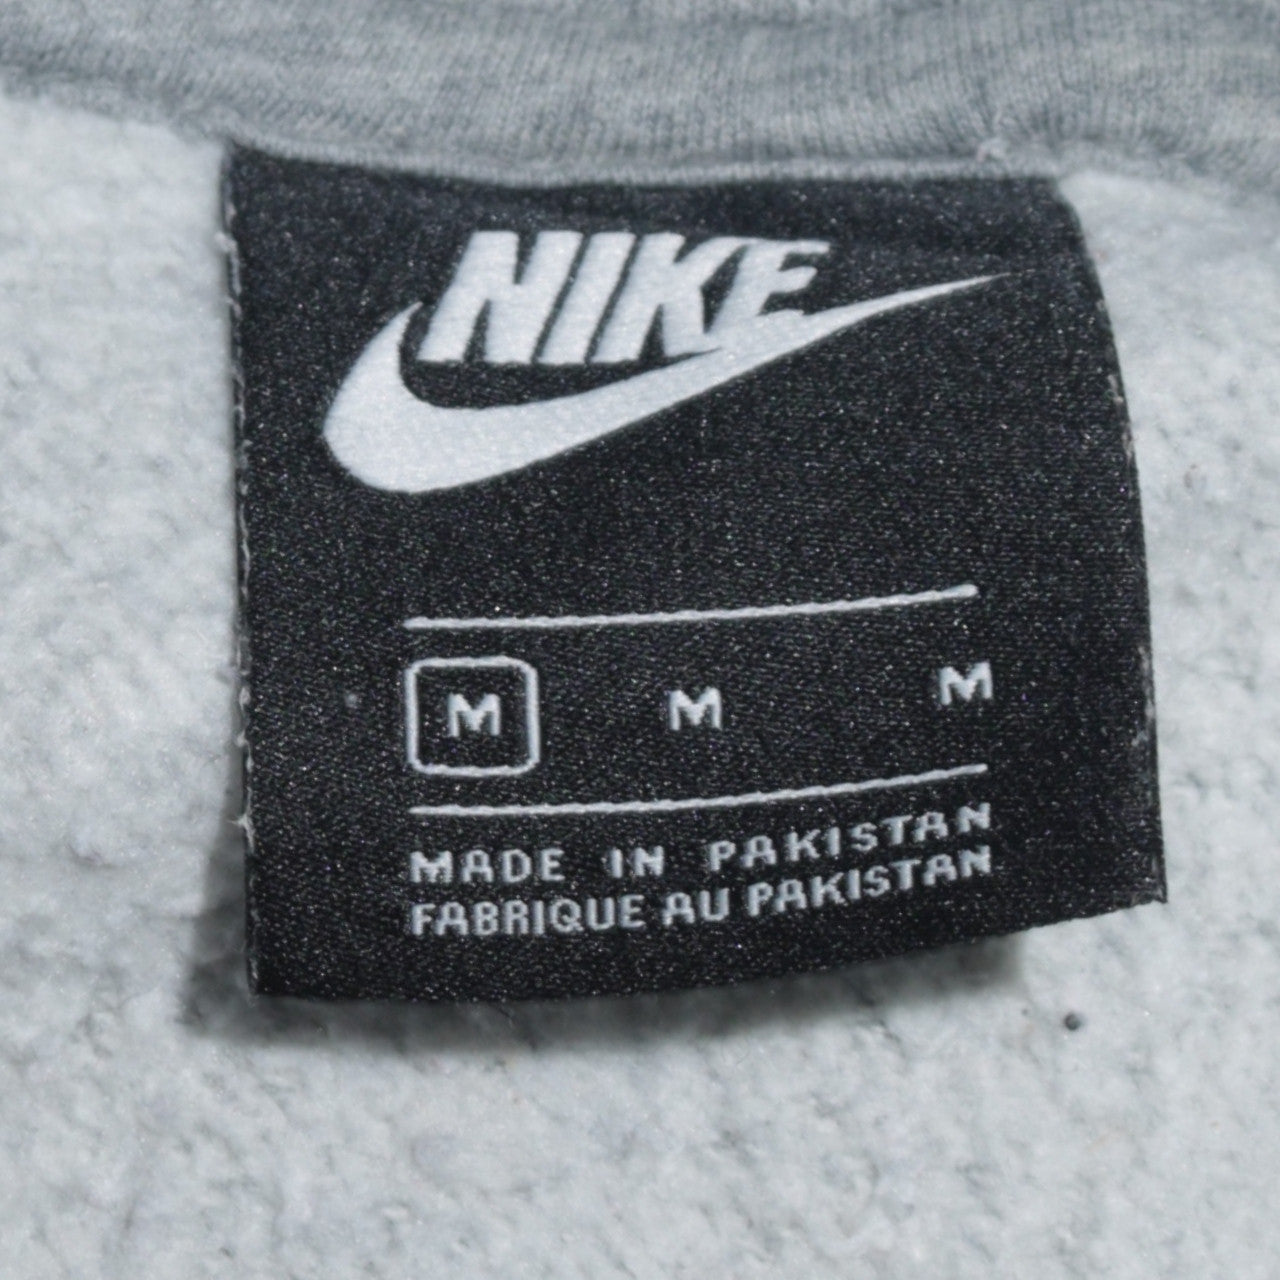 NIKE
M M M
MADE IN PAKISTAN
FABRIQUE AU PAKISTAN